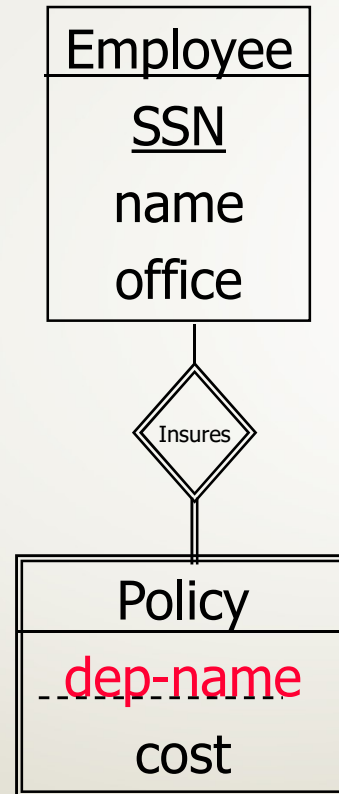 Employee
SSN
name
office
Insures
Policy
dep-name
cost